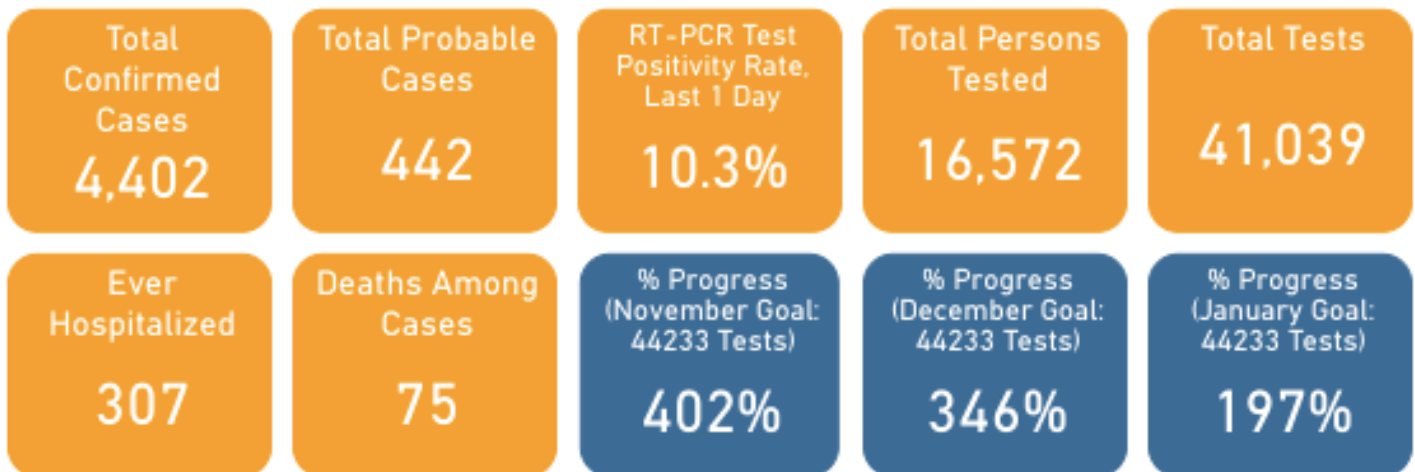 Total
Confirmed
Cases
4,402
Total Probable
Cases
442
RT-PCR Test
Positivity Rate,
Last 1 Day
10.3%
Total Persons
Tested
16,572
Total Tests
41,039
Ever
Hospitalized
307
Deaths Among
Cases
75
% Progress
(November Goal:
44233 Tests)
402%
% Progress
(December Goal:
44233 Tests)
346%
% Progress
(January Goal:
44233 Tests)
197%